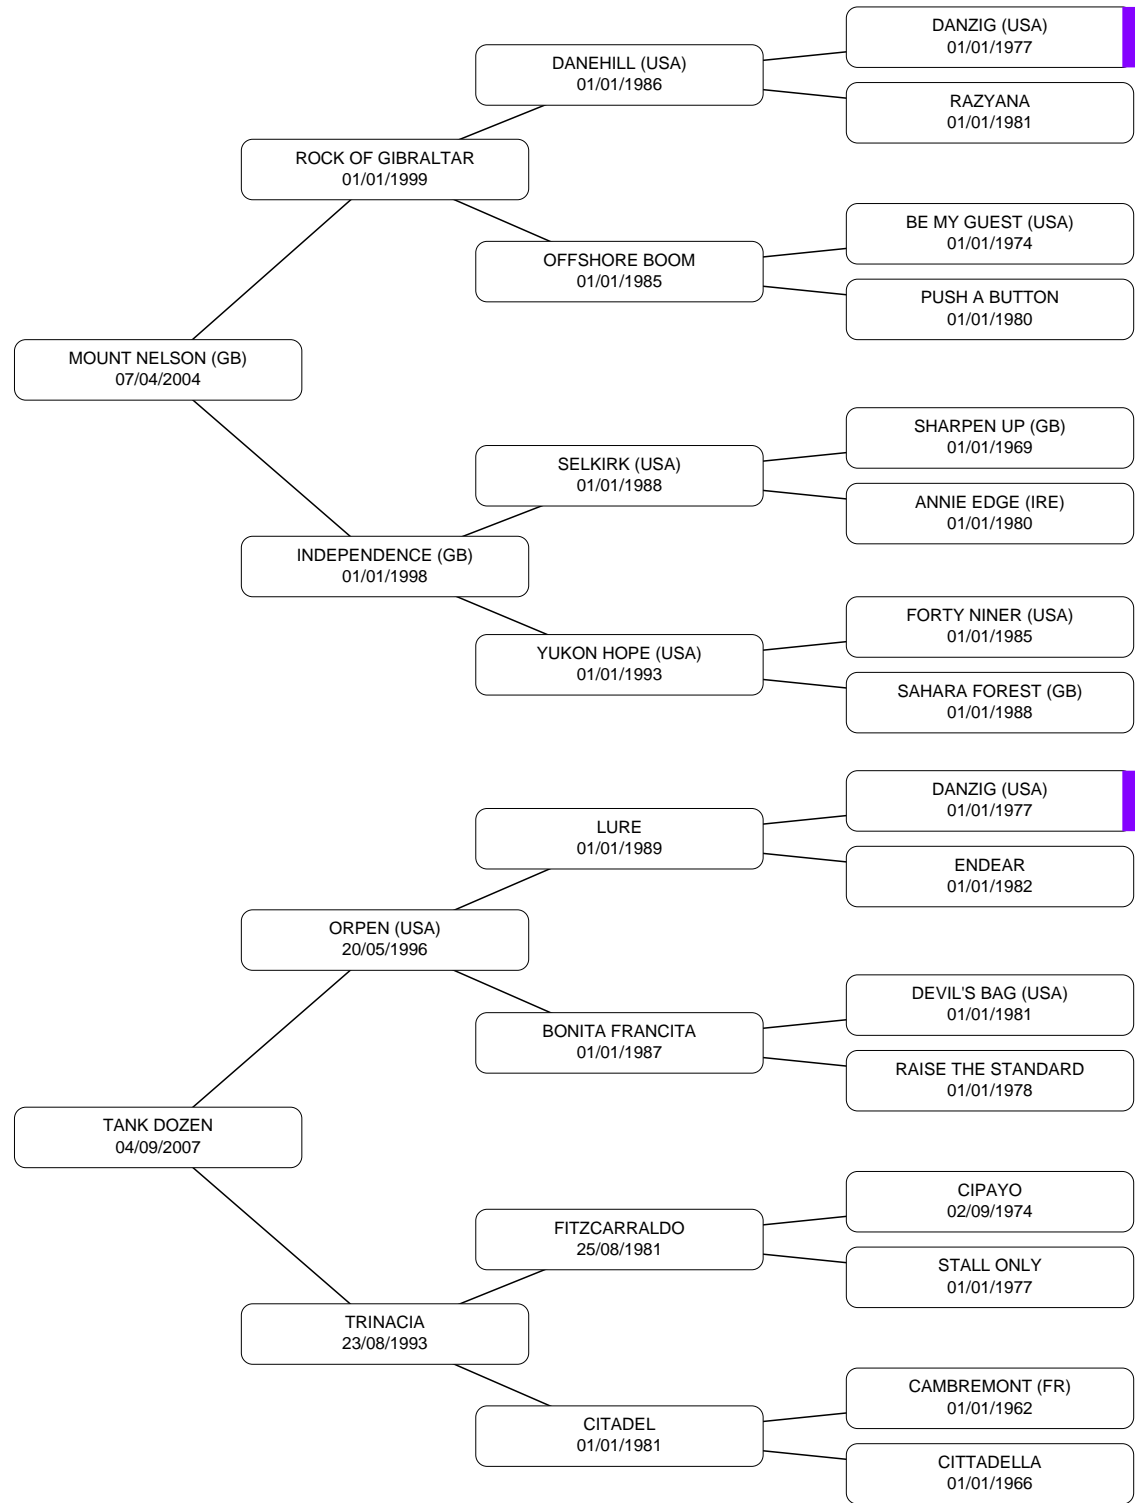 DANZIG (USA)
01/01/1977
DANEHILL (USA)
01/01/1986
RAZYANA
01/01/1981
ROCK OF GIBRALTAR
01/01/1999
BE MY GUEST (USA)
01/01/1974
OFFSHORE BOOM
01/01/1985
PUSH A BUTTON
01/01/1980
MOUNT NELSON (GB)
07/04/2004
SHARPEN UP (GB)
01/01/1969
SELKIRK (USA)
01/01/1988
ANNIE EDGE (IRE)
01/01/1980
INDEPENDENCE (GB)
01/01/1998
FORTY NINER (USA)
01/01/1985
YUKON HOPE (USA)
01/01/1993
SAHARA FOREST (GB)
01/01/1988
DANZIG (USA)
01/01/1977
LURE
01/01/1989
ENDEAR
01/01/1982
ORPEN (USA)
20/05/1996
DEVIL'S BAG (USA)
01/01/1981
BONITA FRANCITA
01/01/1987
RAISE THE STANDARD
01/01/1978
TANK DOZEN
04/09/2007
CIPAYO
02/09/1974
FITZCARRALDO
25/08/1981
STALL ONLY
01/01/1977
TRINACIA
23/08/1993
CAMBREMONT (FR)
01/01/1962
CITADEL
01/01/1981
CITTADELLA
01/01/1966